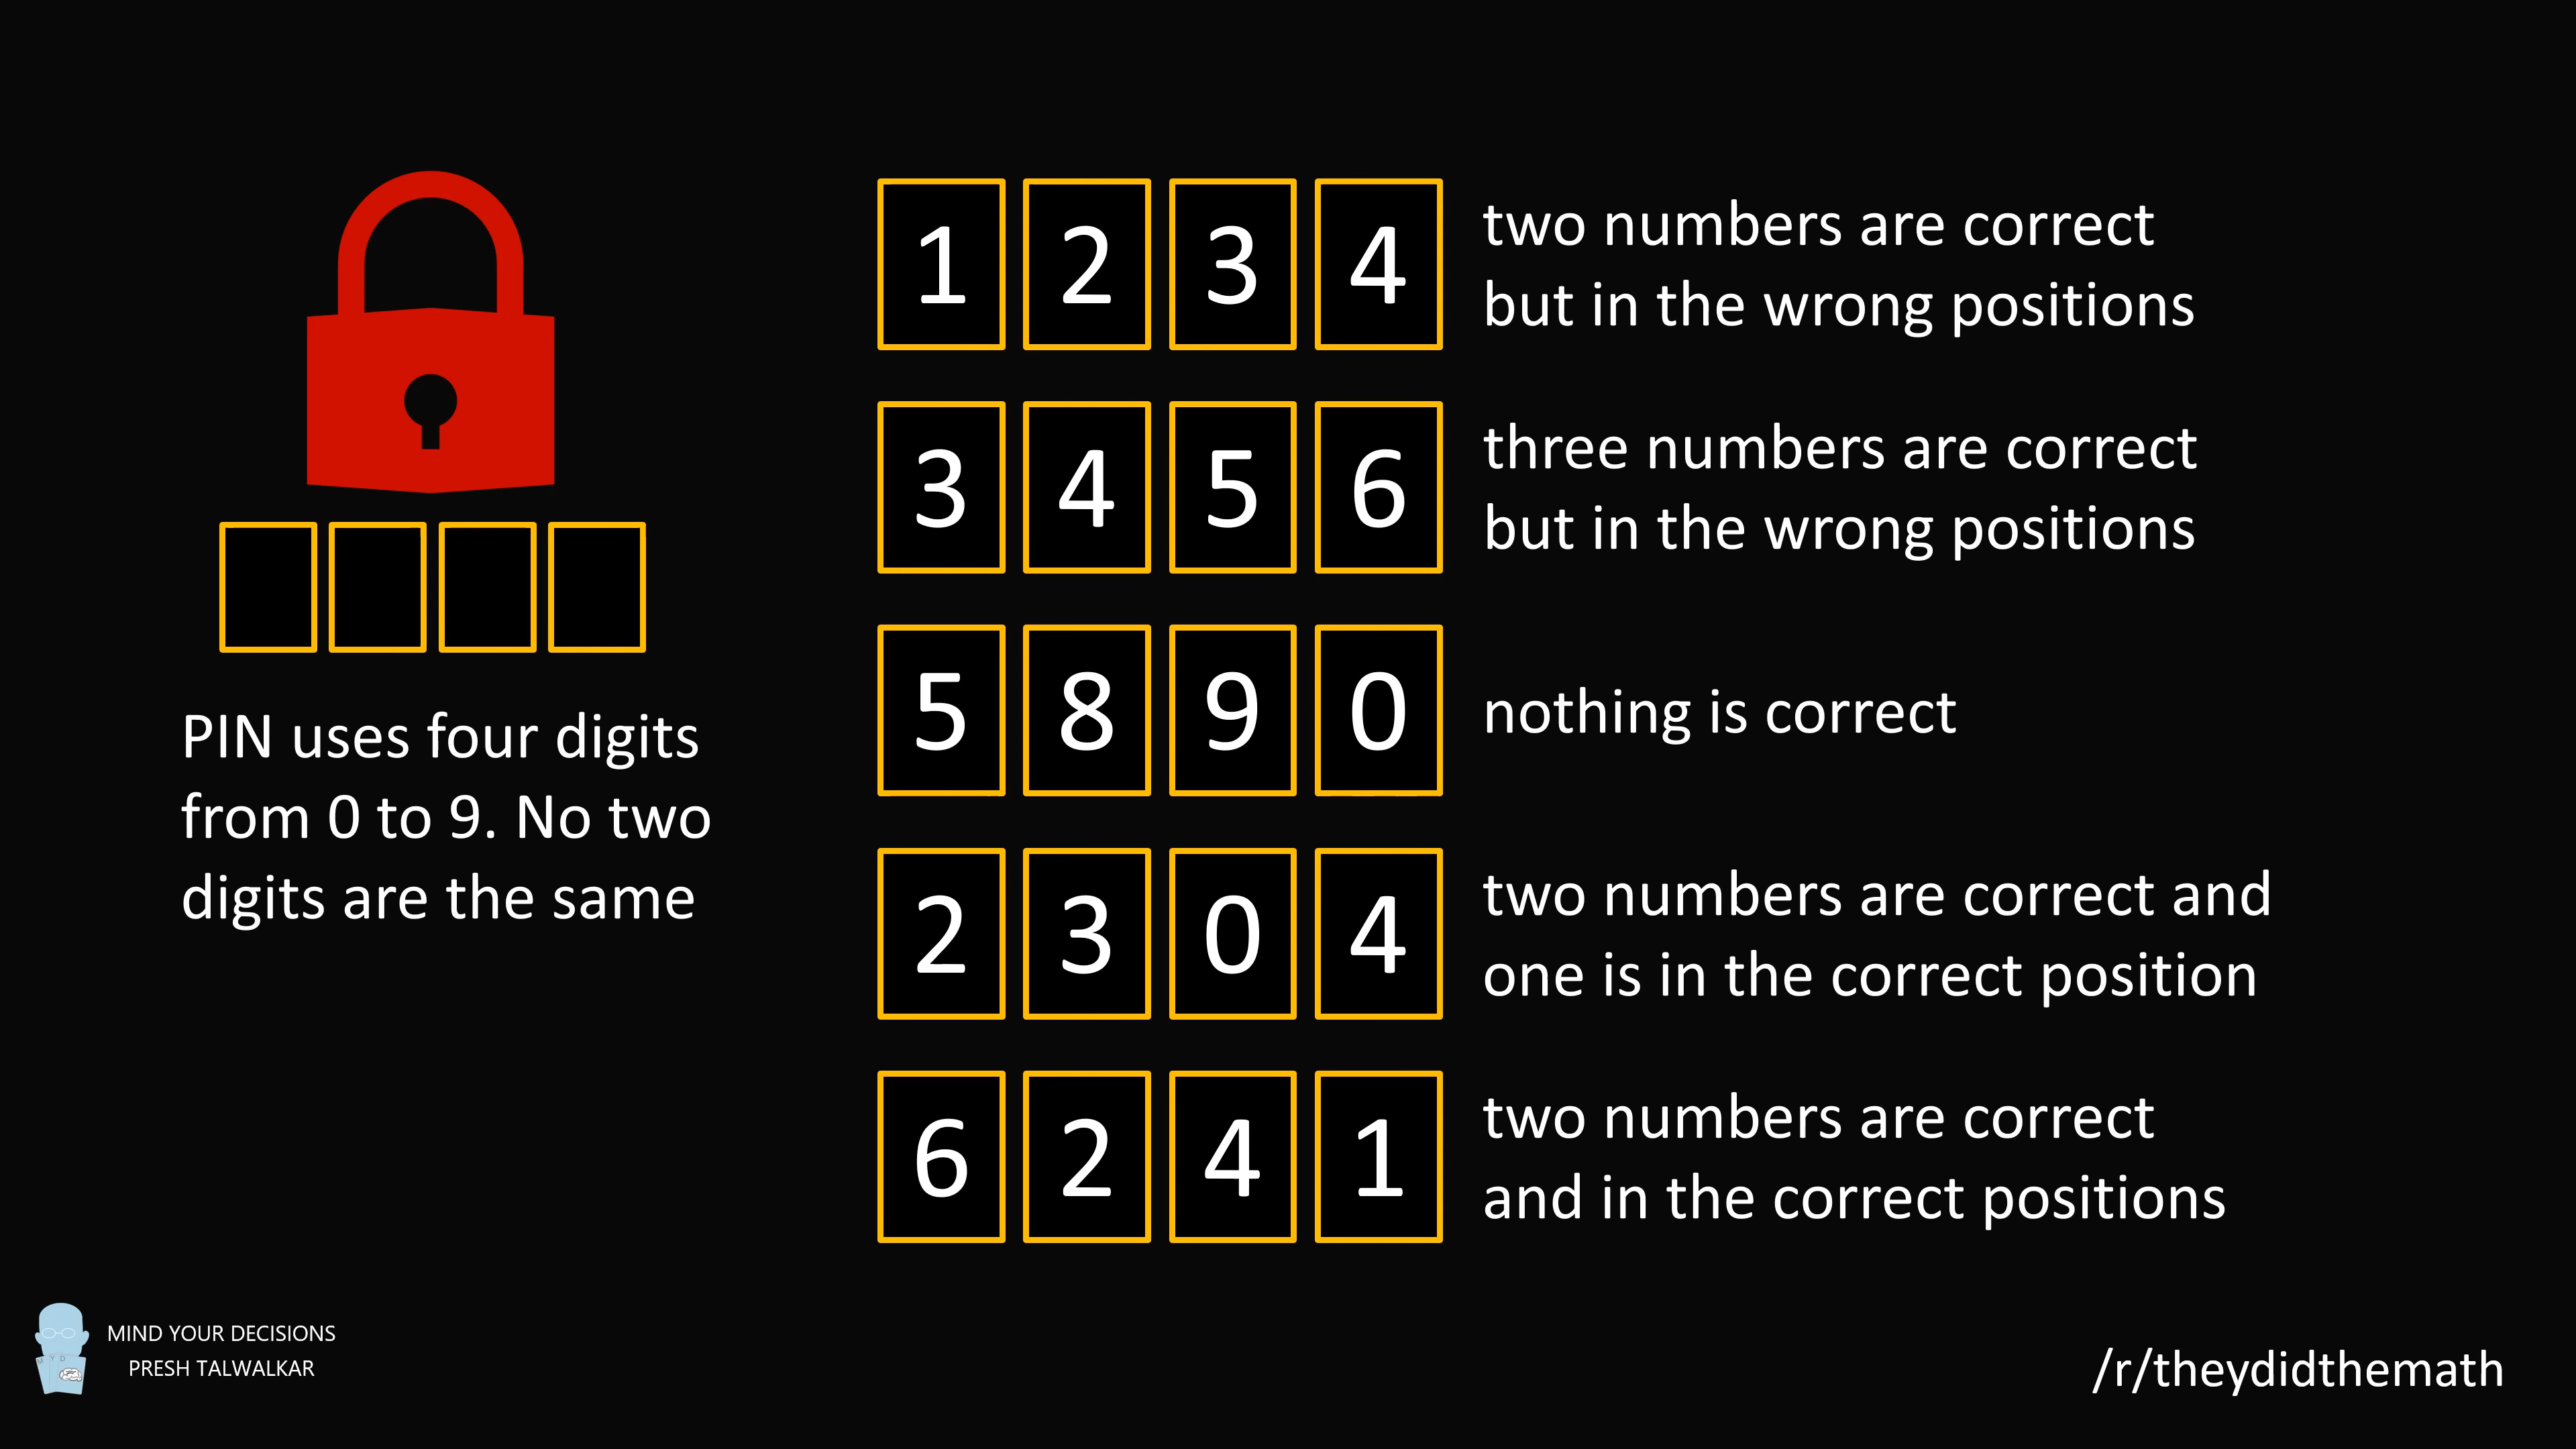 1 2 3 4
two numbers are correct
but in the wrong positions
3 4 5 6
three numbers are correct
but in the wrong positions
5 8 9 0
nothing is correct
2 3 0 4
two numbers are correct and
one is in the correct position
6 2 4 1
two numbers are correct
and in the correct positions
PIN uses four digits
from 0 to 9. No two
digits are the same
M Y D
MIND YOUR DECISIONS
PRESH TALWALKAR
/r/theydidthemath